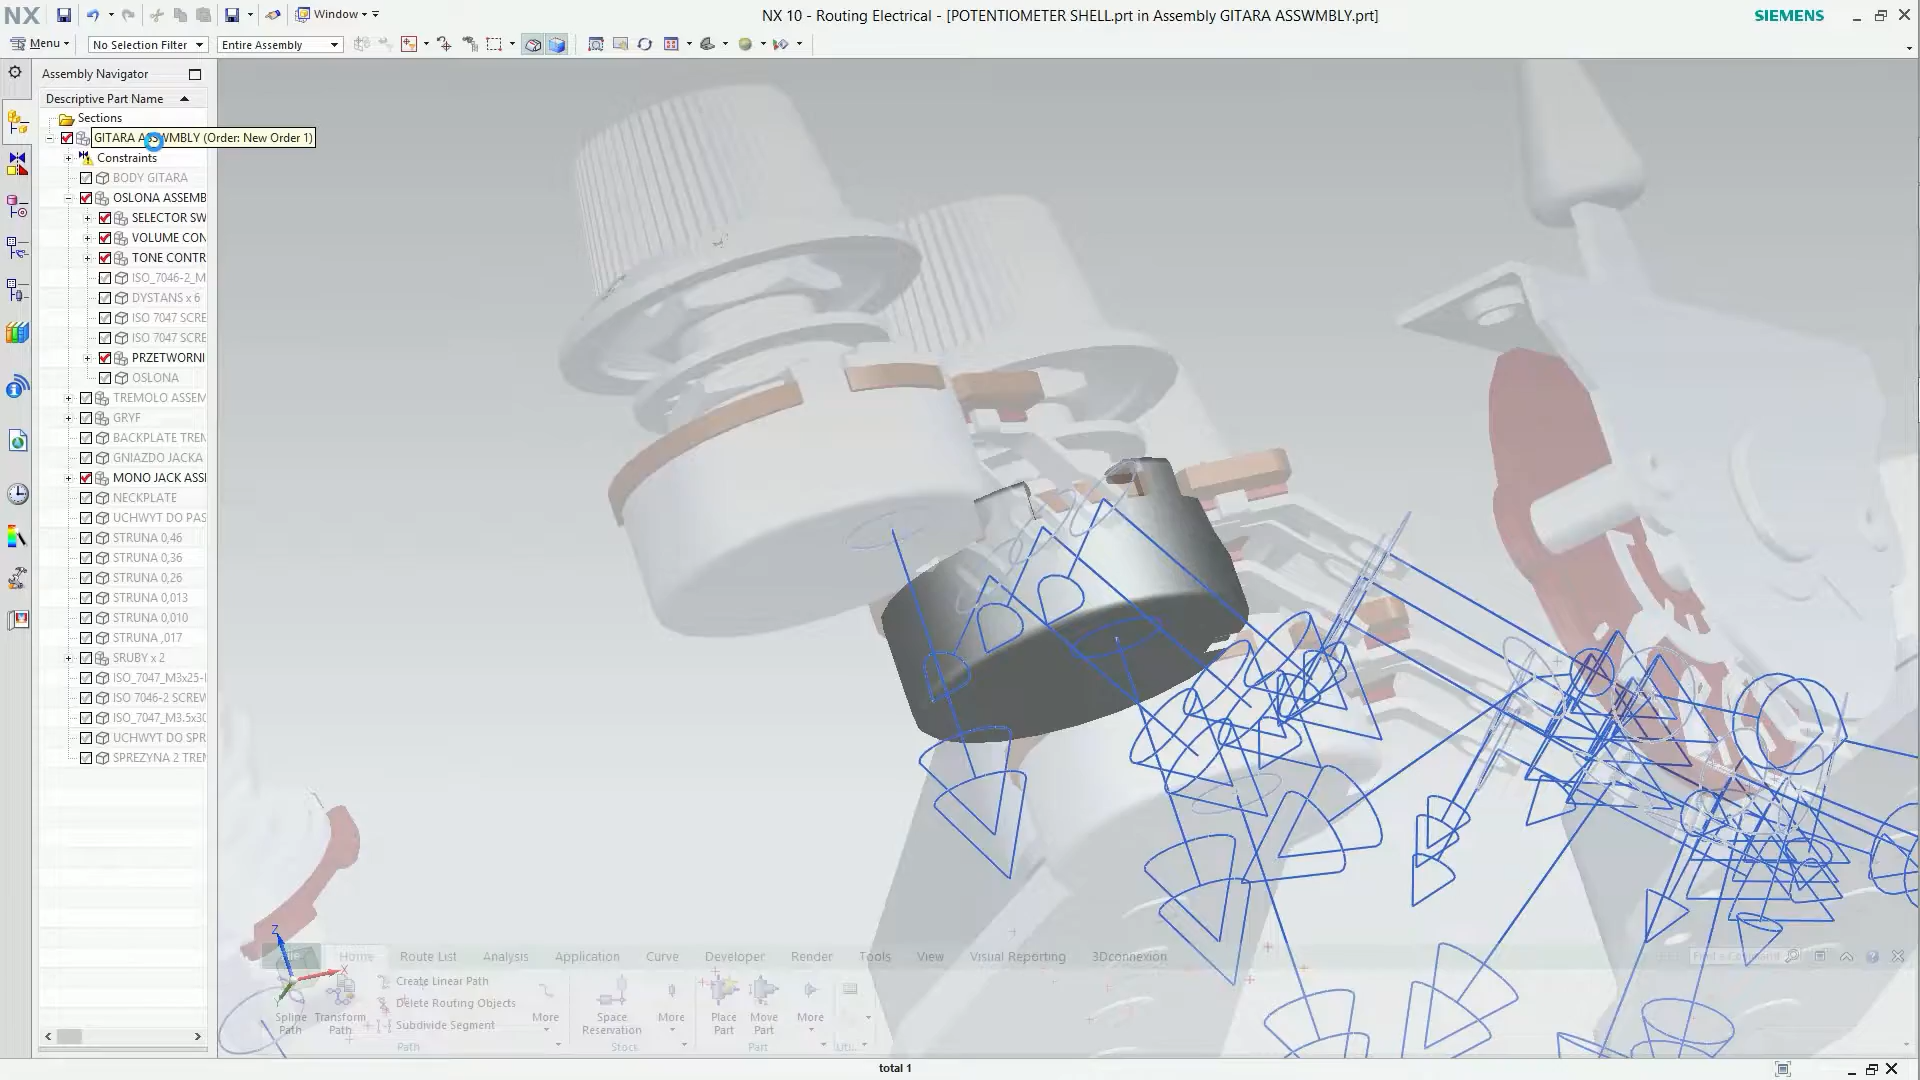 NX
Window
NX 10 - Routing Electrical - [POTENTIOMETER SHELL.prt in Assembly GITARA ASSWMBLY.prt]
SIEMENS
Menu
No Selection Filter
Entire Assembly
Assembly Navigator
Descriptive Part Name
Sections
GITARA ASSWMBLY (Order: New Order 1)
Constraints
BODY GITARA
OSLONA ASSEMB
SELECTOR SW
VOLUME CON
TONE CONTR
ISO_7046-2_M
DYSTANS x 6
ISO 7047 SCRE
ISO 7047 SCRE
PRZETWORNI
OSLONA
TREMOLO ASSEM
GRYF
BACKPLATE TREM
GNIAZDO JACKA
MONO JACK ASSE
NECKPLATE
UCHWYT DO PAS
STRUNA 0,46
STRUNA 0,36
STRUNA 0,26
STRUNA 0,013
STRUNA 0,010
STRUNA ,017
SRUBY x 2
ISO_7047_M3x25-
ISO 7046-2 SCREW
ISO_7047_M3.5x30
UCHWYT DO SPR
SPREZYNA 2 TREM
Z
X
Y
Home
Route List
Analysis
Application
Curve
Developer
Render
Tools
View
Visual Reporting
3Dconnexion
Find a Command
Spline Path
Transform Path
Create Linear Path
Delete Routing Objects
Subdivide Segment
More
Path
Space Reservation
More
Stock
Place Part
Move Part
More
Part
Utili...
total 1